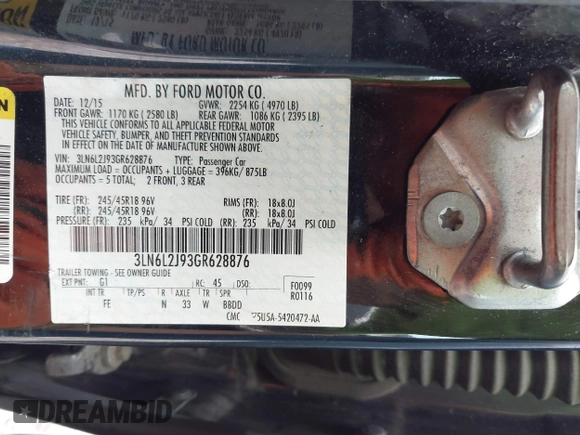 MFD. BY FORD MOTOR CO.
DATE: 12/15 GVWR: 2254 KG ( 4970 LB)
FRONT GAWR: 1170 KG ( 2580 LB) REAR GAWR: 1086 KG ( 2395 LB)
THIS VEHICLE CONFORMS TO ALL APPLICABLE FEDERAL MOTOR
VEHICLE SAFETY, BUMPER, AND THEFT PREVENTION STANDARDS
IN EFFECT ON THE DATE OF MANUFACTURE SHOWN ABOVE.
VIN: 3LN6L2J93GR628876 TYPE: Passenger Car
MAXIMUM LOAD = OCCUPANTS + LUGGAGE = 396KG/875LB
OCCUPANTS = 5 TOTAL; 2 FRONT, 3 REAR
TIRE (FR): 245/45R18 96V RIMS (FR): 18x8.0J
(RR): 245/45R18 96V (RR): 18x8.0J
PRESSURE (FR): 235 kPa/ 34 PSI COLD (RR): 235 kPa/ 34 PSI COLD
3LN6L2J93GR628876
TRAILER TOWING - SEE OWNER GUIDE
EXT PNT: G1 RC: 45 DSO: F0099
R0116
INT TR TP/PS R AXLE TR SPR
FE N 33 W B8DD
CMC 5U5A-5420472-AA
DREAMBID